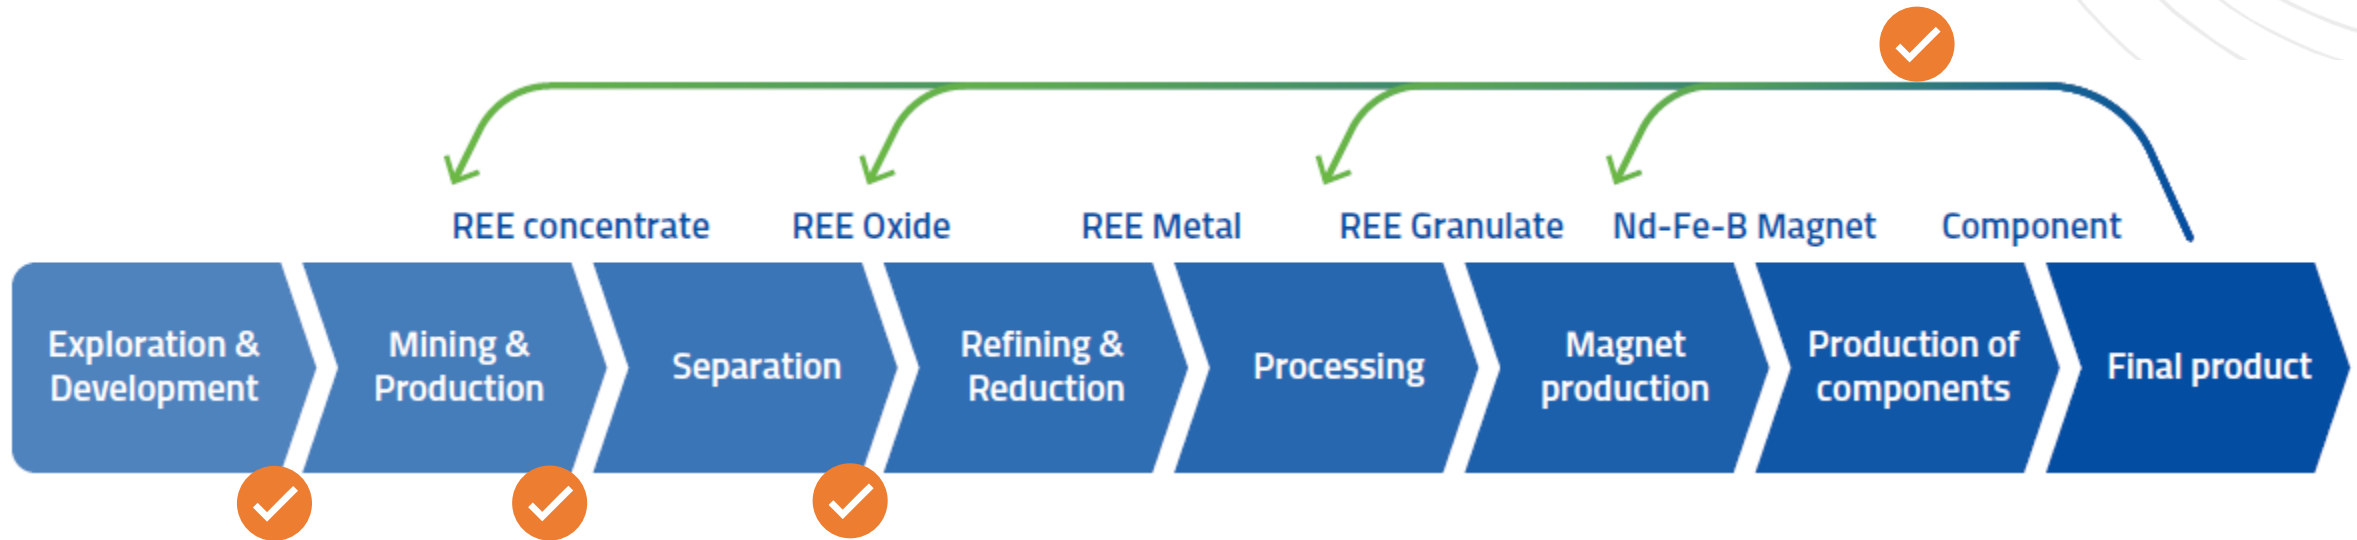 REE concentrate
REE Oxide
REE Metal
REE Granulate
Nd-Fe-B Magnet
Component
Exploration &
Development
Mining &
Production
Separation
Refining &
Reduction
Processing
Magnet
production
Production of
components
Final product